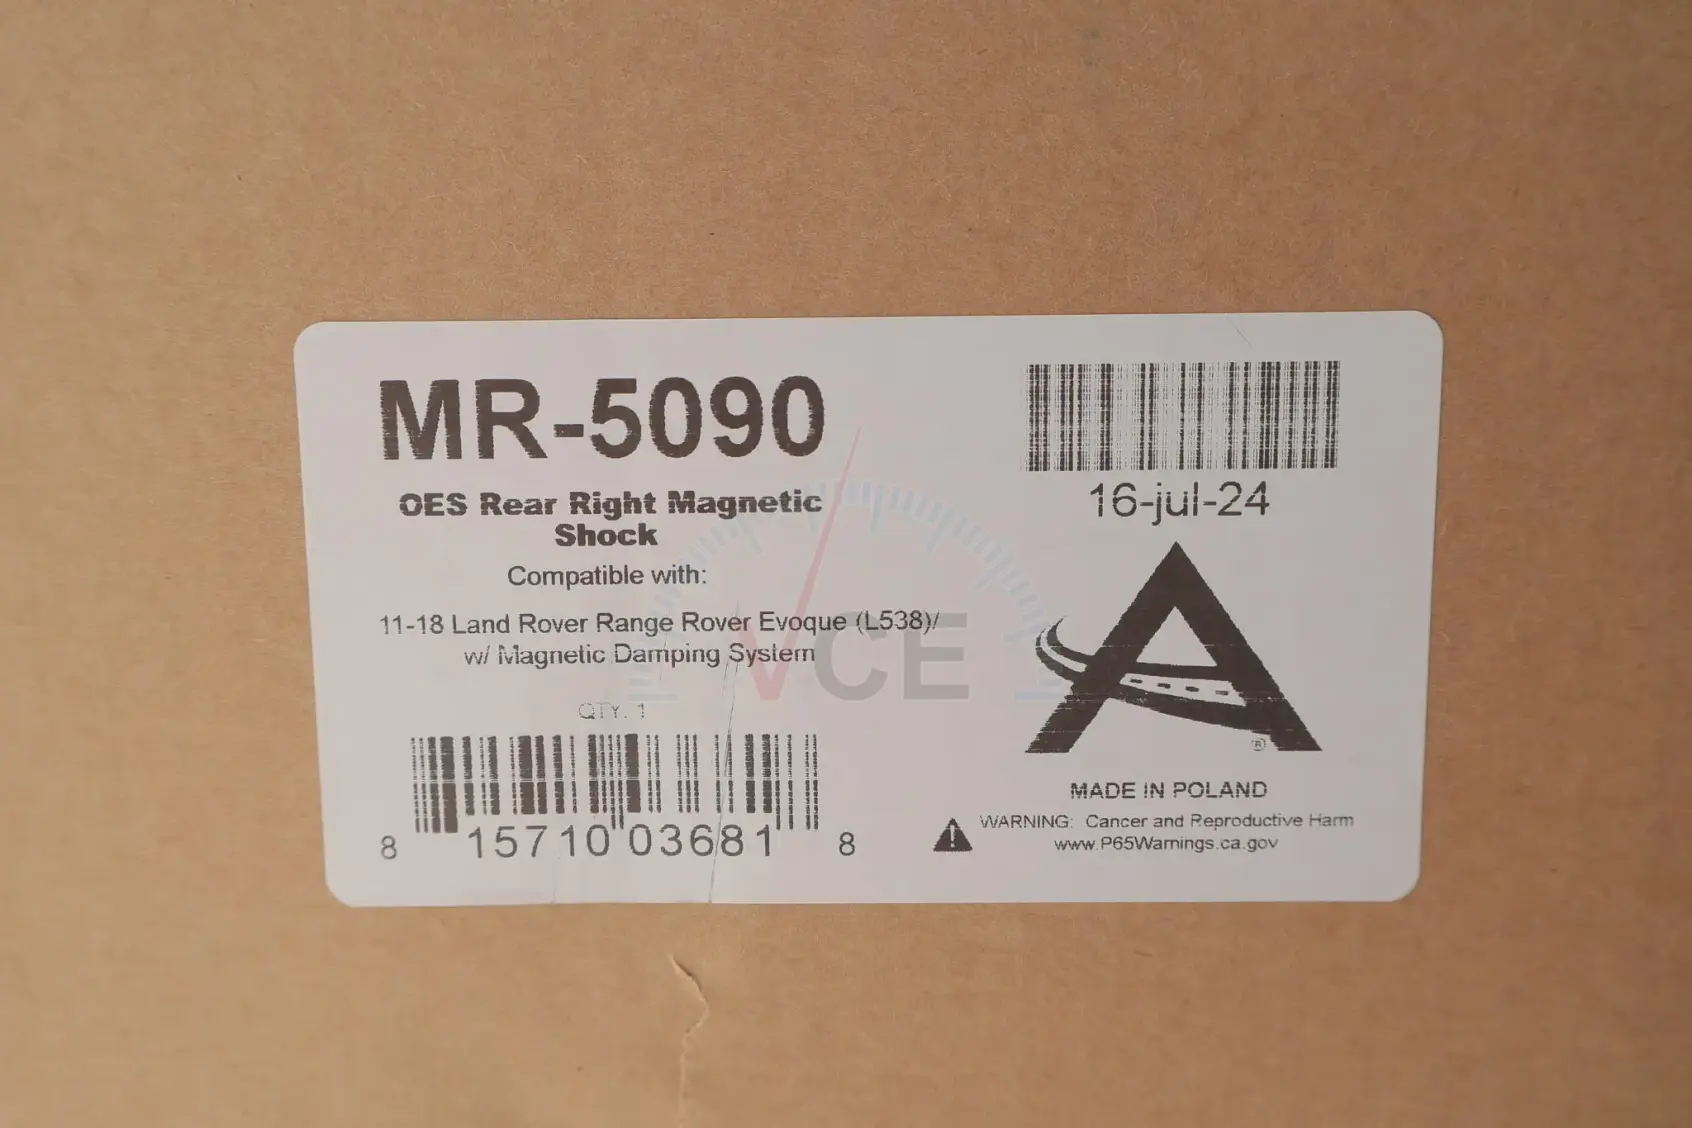 MR-5090
OES Rear Right Magnetic
Shock
Compatible with:
11-18 Land Rover Range Rover Evoque (L538)/
w/ Magnetic Damping System
QTY. 1
8 15710 03681 8
16-jul-24
®
MADE IN POLAND
WARNING: Cancer and Reproductive Harm
www.P65Warnings.ca.gov
VCE